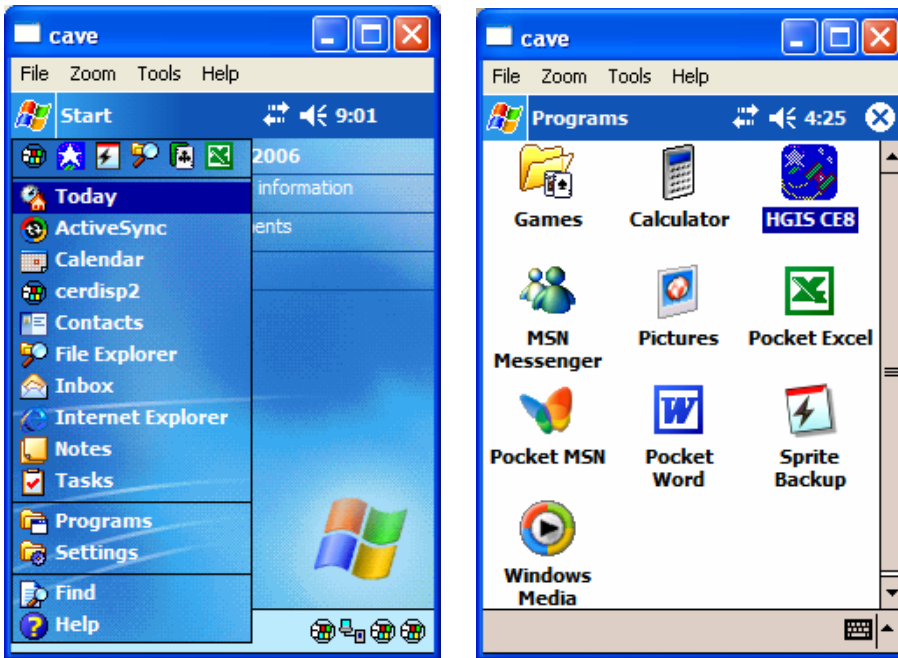 cave
File Zoom Tools Help
Start 9:01
2006
Today
information
ActiveSync
ents
Calendar
cerdisp2
Contacts
File Explorer
Inbox
Internet Explorer
Notes
Tasks
Programs
Settings
Find
Help
cave
File Zoom Tools Help
Programs 4:25
Games Calculator HGIS CE8
MSN Pictures Pocket Excel
Messenger
Pocket MSN Pocket Sprite
Word Backup
Windows
Media